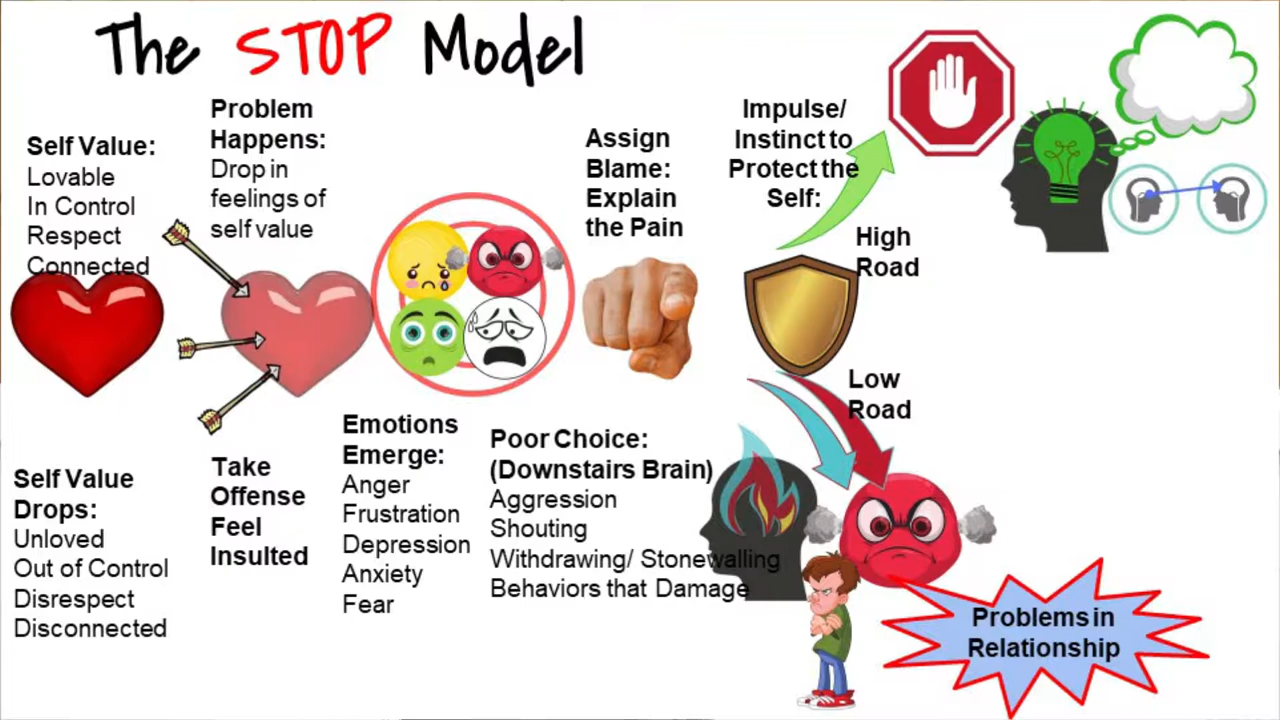 The STOP Model
Self Value:
Lovable
In Control
Respect
Connected
Problem
Happens:
Drop in
feelings of
self value
Assign
Blame:
Explain
the Pain
Impulse/
Instinct to
Protect the
Self:
High
Road
Low
Road
Self Value
Drops:
Unloved
Out of Control
Disrespect
Disconnected
Take
Offense
Feel
Insulted
Emotions
Emerge:
Anger
Frustration
Depression
Anxiety
Fear
Poor Choice:
(Downstairs Brain)
Aggression
Shouting
Withdrawing/ Stonewalling
Behaviors that Damage
Problems in
Relationship